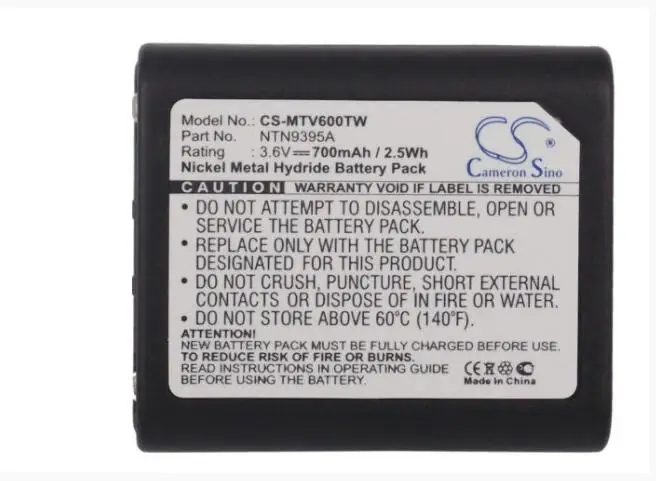 Model No.: CS-MTV600TW
Part No. NTN9395A
Rating : 3.6V⎓700mAh / 2.5Wh
Nickel Metal Hydride Battery Pack
CS®
Cameron Sino
CAUTION WARRANTY VOID IF LABEL IS REMOVED
• DO NOT ATTEMPT TO DISASSEMBLE, OPEN OR
SERVICE THE BATTERY PACK.
• REPLACE ONLY WITH THE BATTERY PACK
DESIGNATED FOR THIS PRODUCT.
• DO NOT CRUSH, PUNCTURE, SHORT EXTERNAL
CONTACTS OR DISPOSE OF IN FIRE OR WATER.
• DO NOT STORE ABOVE 60°C (140°F).
ATTENTION!
NEW BATTERY PACK MUST BE FULLY CHARGED BEFORE USE.
TO REDUCE RISK OF FIRE OR EXPLOSION,
READ INSTRUCTIONS IN OPERATING GUIDE
BEFORE USING THE BATTERY PACK.
CE
Made in China